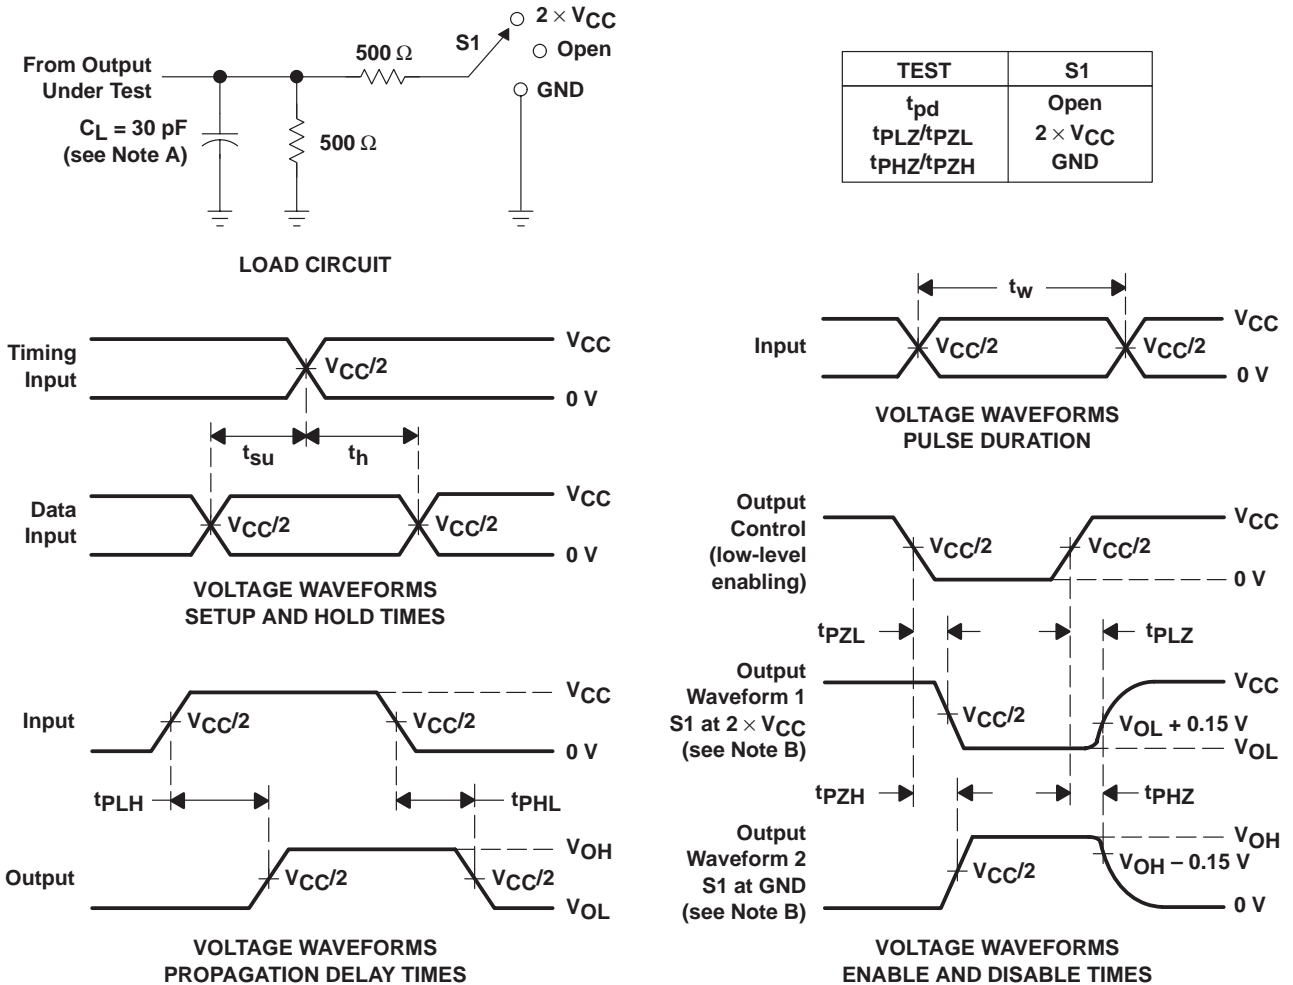 2 × VCC
S1
Open
500 Ω
From Output
Under Test
GND
CL = 30 pF
(see Note A)
500 Ω
LOAD CIRCUIT
TEST S1
tpd Open
tPLZ/tPZL 2 × VCC
tPHZ/tPZH GND
tw
Input
VCC/2
VCC/2
VCC
0 V
VOLTAGE WAVEFORMS
PULSE DURATION
Timing
Input
VCC/2
VCC
0 V
tsu
th
Data
Input
VCC/2
VCC/2
VCC
0 V
VOLTAGE WAVEFORMS
SETUP AND HOLD TIMES
Input
VCC/2
VCC/2
VCC
0 V
tPLH
tPHL
Output
VCC/2
VCC/2
VOH
VOL
VOLTAGE WAVEFORMS
PROPAGATION DELAY TIMES
Output
Control
(low-level
enabling)
VCC/2
VCC/2
VCC
0 V
tPZL
tPLZ
Output
Waveform 1
S1 at 2 × VCC
(see Note B)
VCC/2
VCC
VOL + 0.15 V
VOL
tPZH
tPHZ
Output
Waveform 2
S1 at GND
(see Note B)
VCC/2
VOH
VOH − 0.15 V
0 V
VOLTAGE WAVEFORMS
ENABLE AND DISABLE TIMES